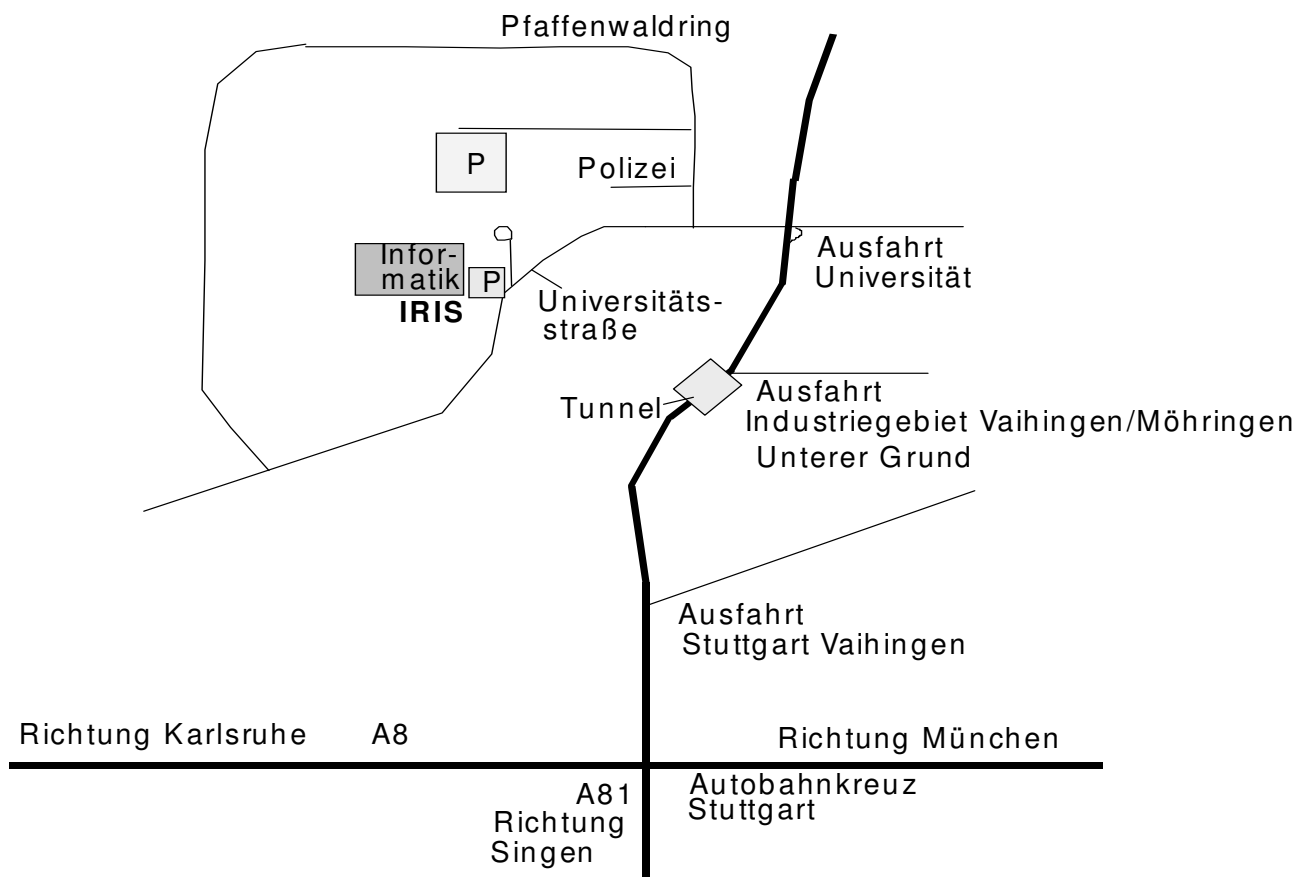 Pfaffenwaldring
P
Polizei
Infor-
matik
P
IRIS
Universitäts-
straße
Ausfahrt
Universität
Tunnel
Ausfahrt
Industriegebiet Vaihingen/Möhringen
Unterer Grund
Ausfahrt
Stuttgart Vaihingen
Richtung Karlsruhe A8
Richtung München
A81
Richtung
Singen
Autobahnkreuz
Stuttgart